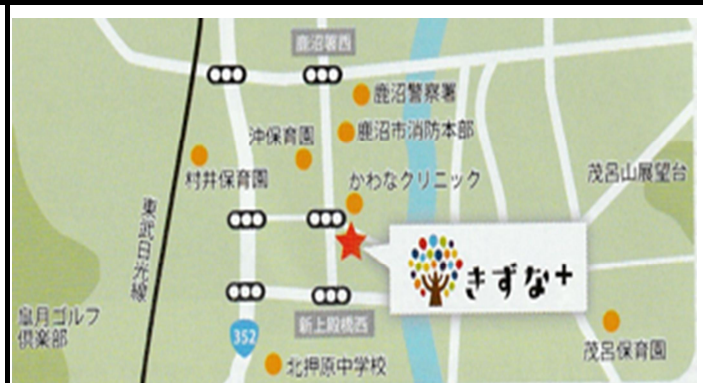 鹿沼署西
鹿沼警察署
鹿沼市消防本部
沖保育園
村井保育園
かわなクリニック
茂呂山展望台
東武日光線
きずな+
皐月ゴルフ
倶楽部
新上殿橋西
352
北押原中学校
茂呂保育園